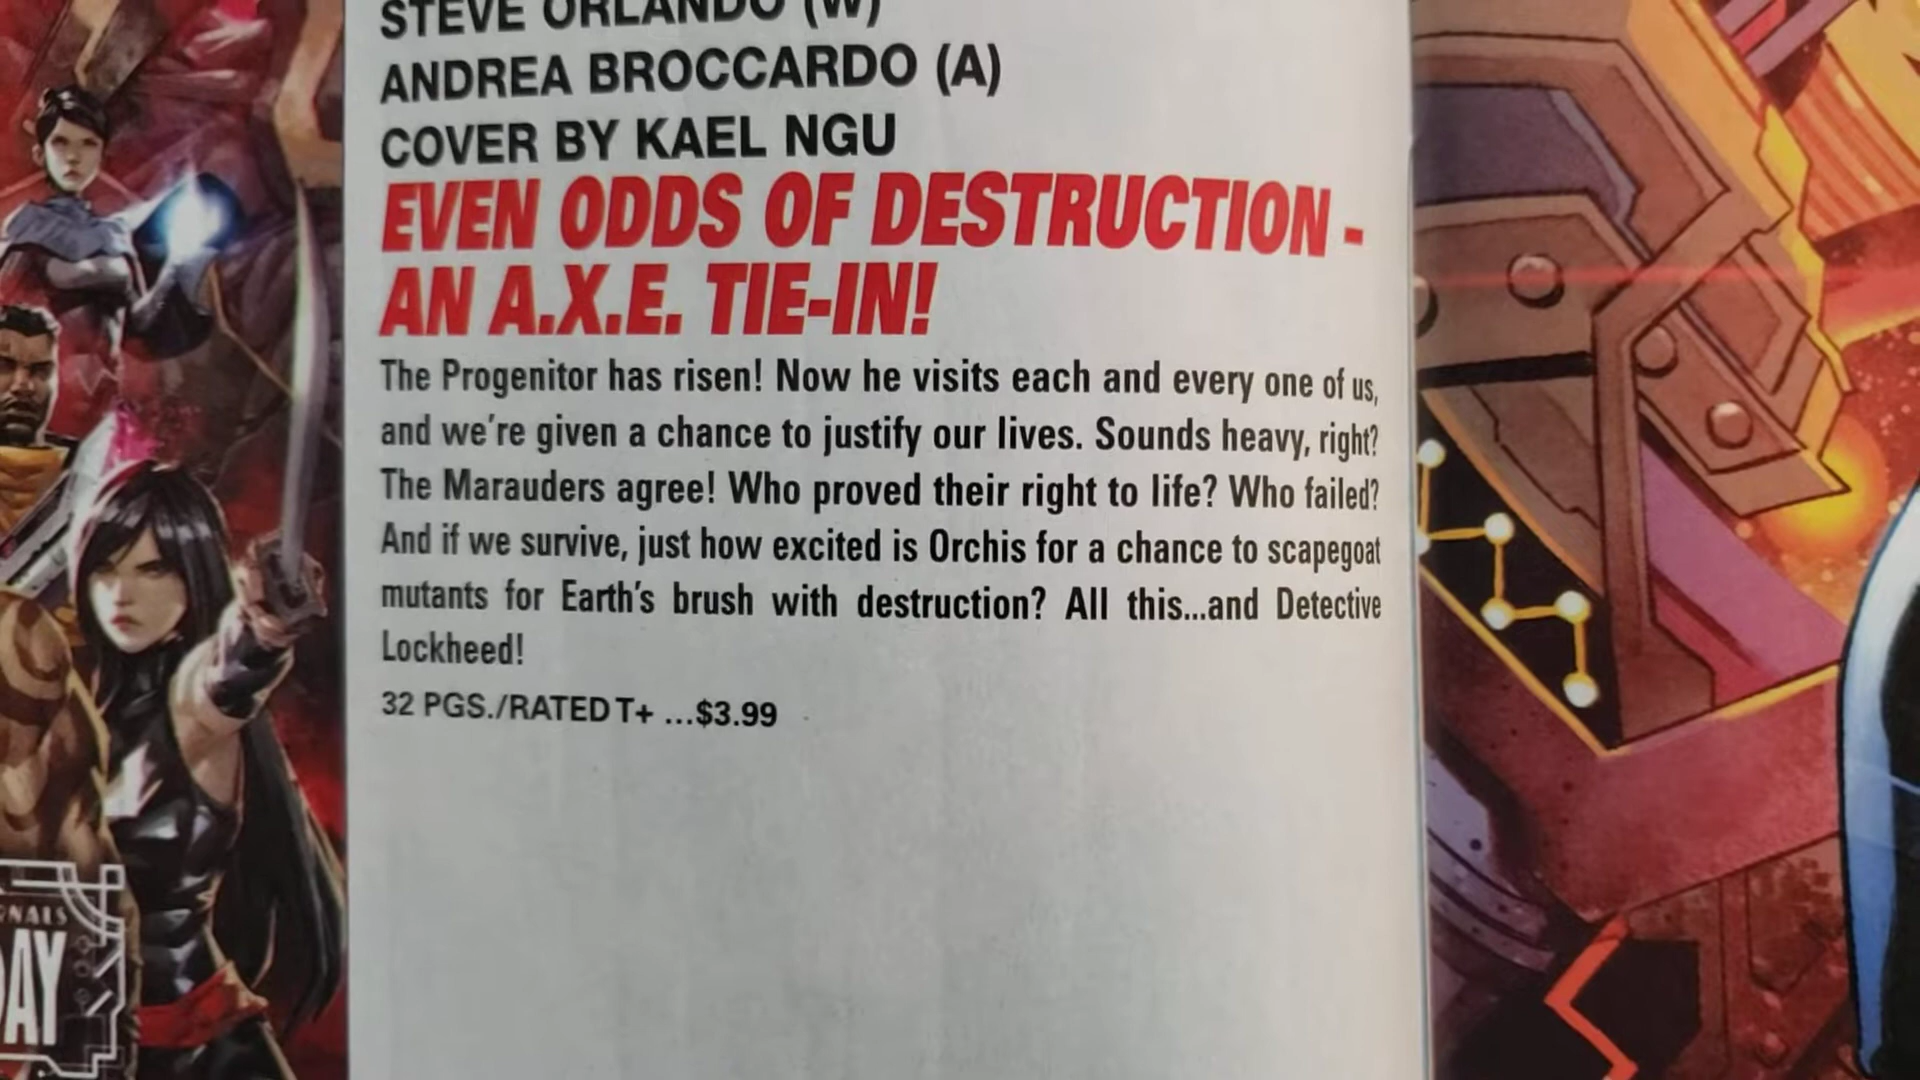 STEVE ORLANDO (W)
ANDREA BROCCARDO (A)
COVER BY KAEL NGU
EVEN ODDS OF DESTRUCTION -
AN A.X.E. TIE-IN!
The Progenitor has risen! Now he visits each and every one of us,
and we're given a chance to justify our lives. Sounds heavy, right?
The Marauders agree! Who proved their right to life? Who failed?
And if we survive, just how excited is Orchis for a chance to scapegoat
mutants for Earth's brush with destruction? All this...and Detective
Lockheed!
32 PGS./RATED T+ ...$3.99